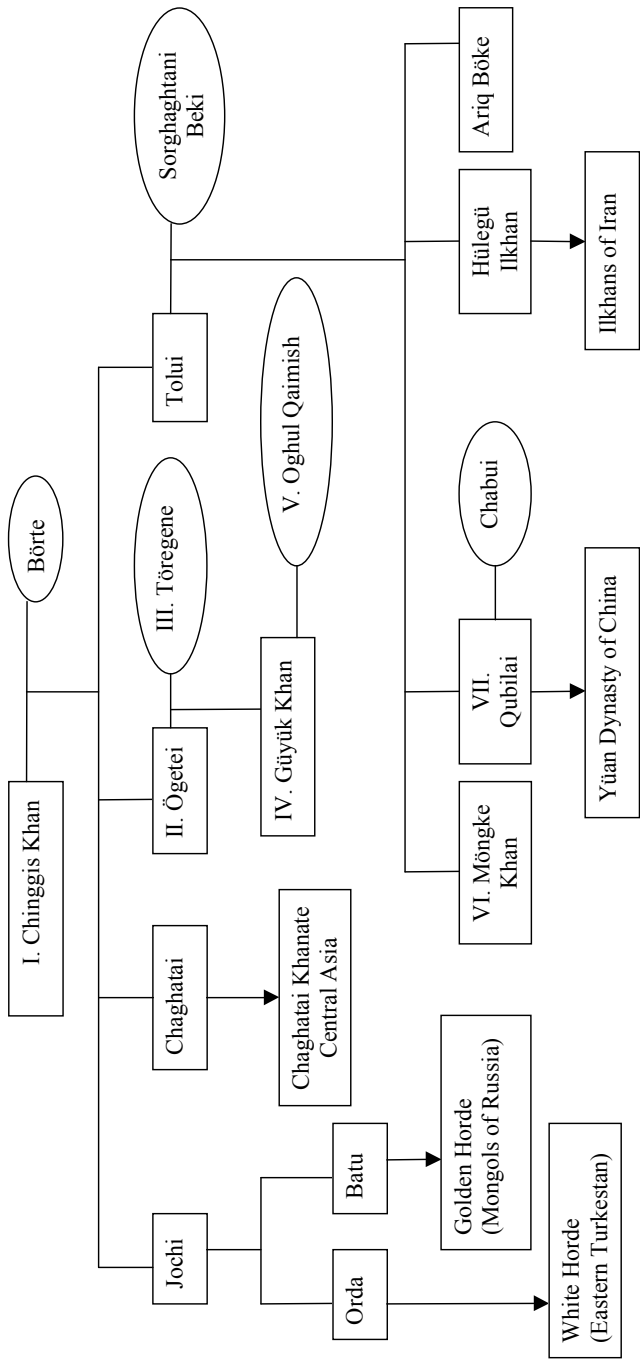 I. Chinggis Khan
Börte
Jochi
Chaghatai
II. Ögetei
III. Töregene
Tolui
Sorghaghtani
Beki
Orda
Batu
Chaghatai Khanate
Central Asia
IV. Güyük Khan
V. Oghul Qaimish
Golden Horde
(Mongols of Russia)
White Horde
(Eastern Turkestan)
VI. Möngke
Khan
VII.
Qubilai
Chabui
Hülegü
Ilkhan
Ariq Böke
Yüan Dynasty of China
Ilkhans of Iran